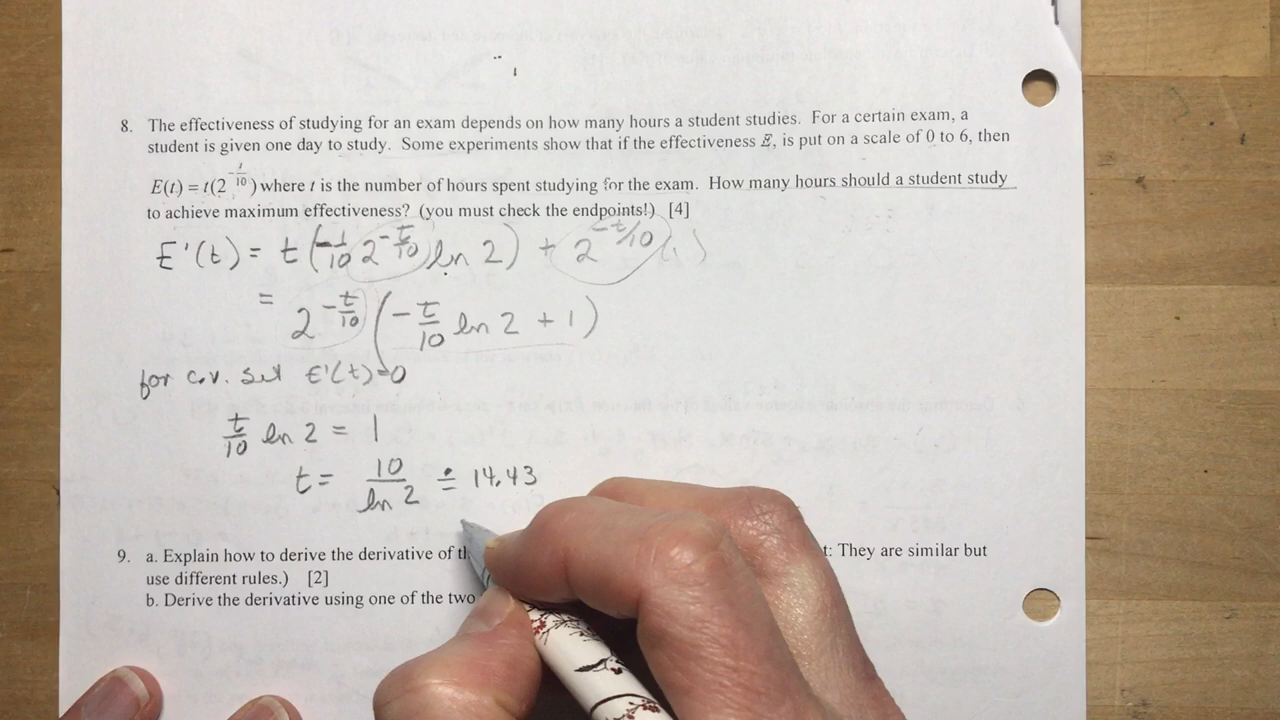 8. The effectiveness of studying for an exam depends on how many hours a student studies. For a certain exam, a
student is given one day to study. Some experiments show that if the effectiveness E, is put on a scale of 0 to 6, then
E(t) = t(2^{-t/10}) where t is the number of hours spent studying for the exam. How many hours should a student study
to achieve maximum effectiveness? (you must check the endpoints!) [4]
E'(t) = t(-1/10 2^{-t/10} ln 2) + 2^{-t/10}(1)
= 2^{-t/10} (-t/10 ln 2 + 1)
for c.v. set E'(t)=0
t/10 ln 2 = 1
t = 10/ln 2 ≐ 14.43
9. a. Explain how to derive the derivative of t: They are similar but
use different rules.) [2]
b. Derive the derivative using one of the two